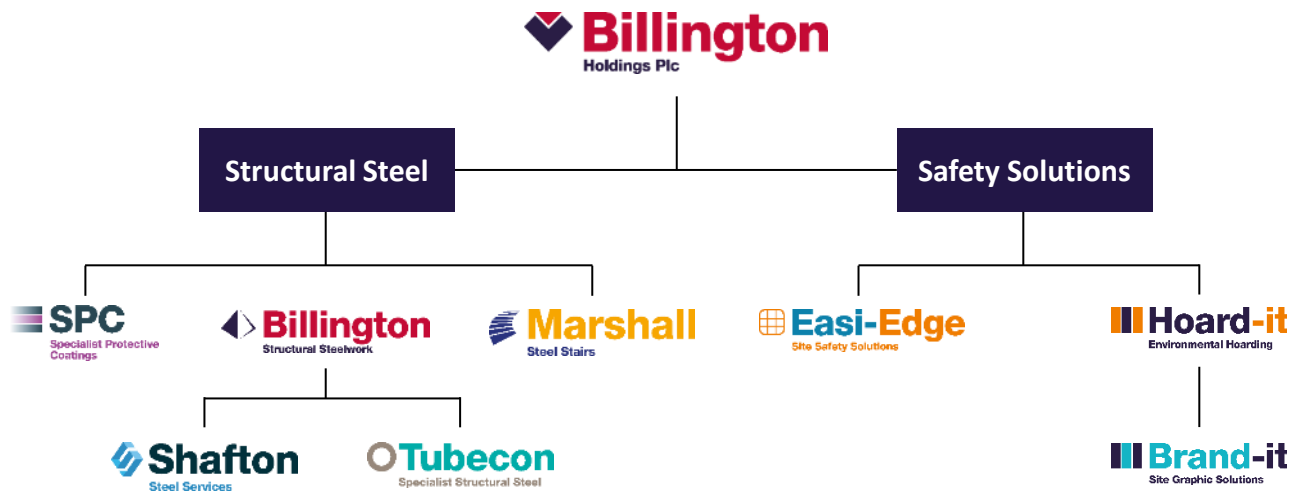 Billington
Holdings Plc
Structural Steel
Safety Solutions
SPC
Specialist Protective
Coatings
Billington
Structural Steelwork
Marshall
Steel Stairs
Easi-Edge
Site Safety Solutions
Hoard-it
Environmental Hoarding
Shafton
Steel Services
Tubecon
Specialist Structural Steel
Brand-it
Site Graphic Solutions